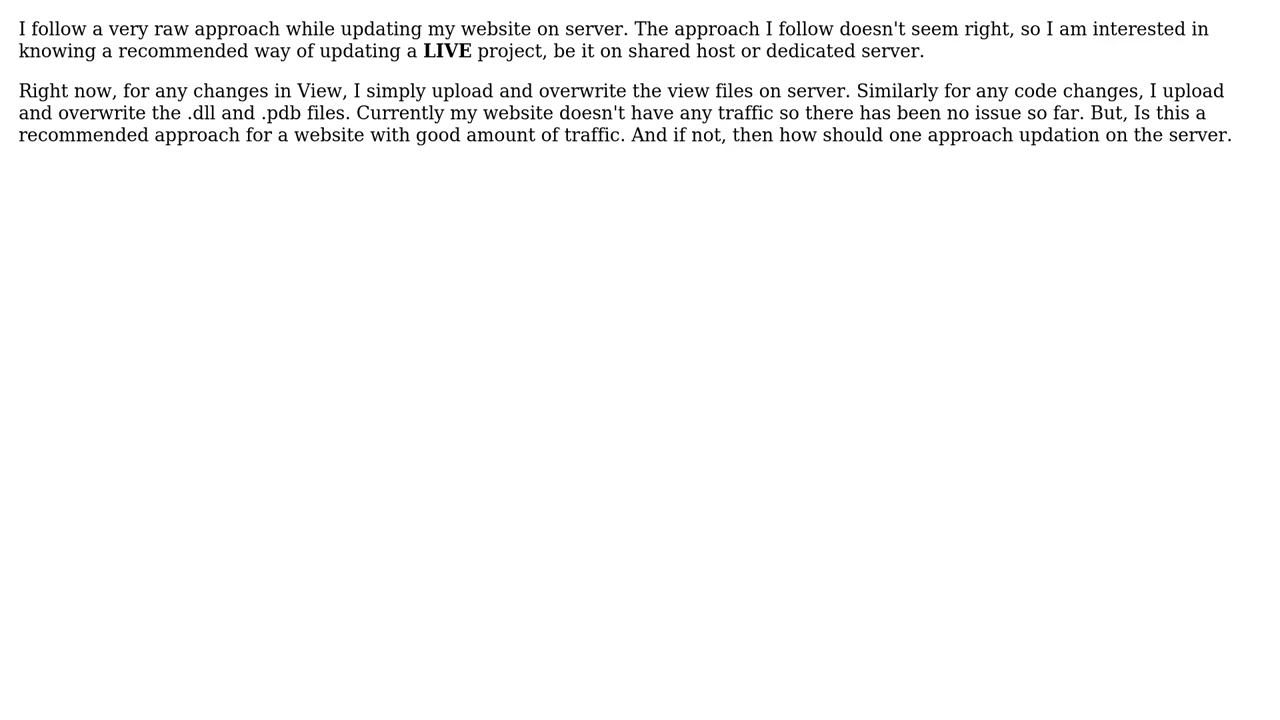 I follow a very raw approach while updating my website on server. The approach I follow doesn't seem right, so I am interested in
knowing a recommended way of updating a LIVE project, be it on shared host or dedicated server.
Right now, for any changes in View, I simply upload and overwrite the view files on server. Similarly for any code changes, I upload
and overwrite the .dll and .pdb files. Currently my website doesn't have any traffic so there has been no issue so far. But, Is this a
recommended approach for a website with good amount of traffic. And if not, then how should one approach updation on the server.